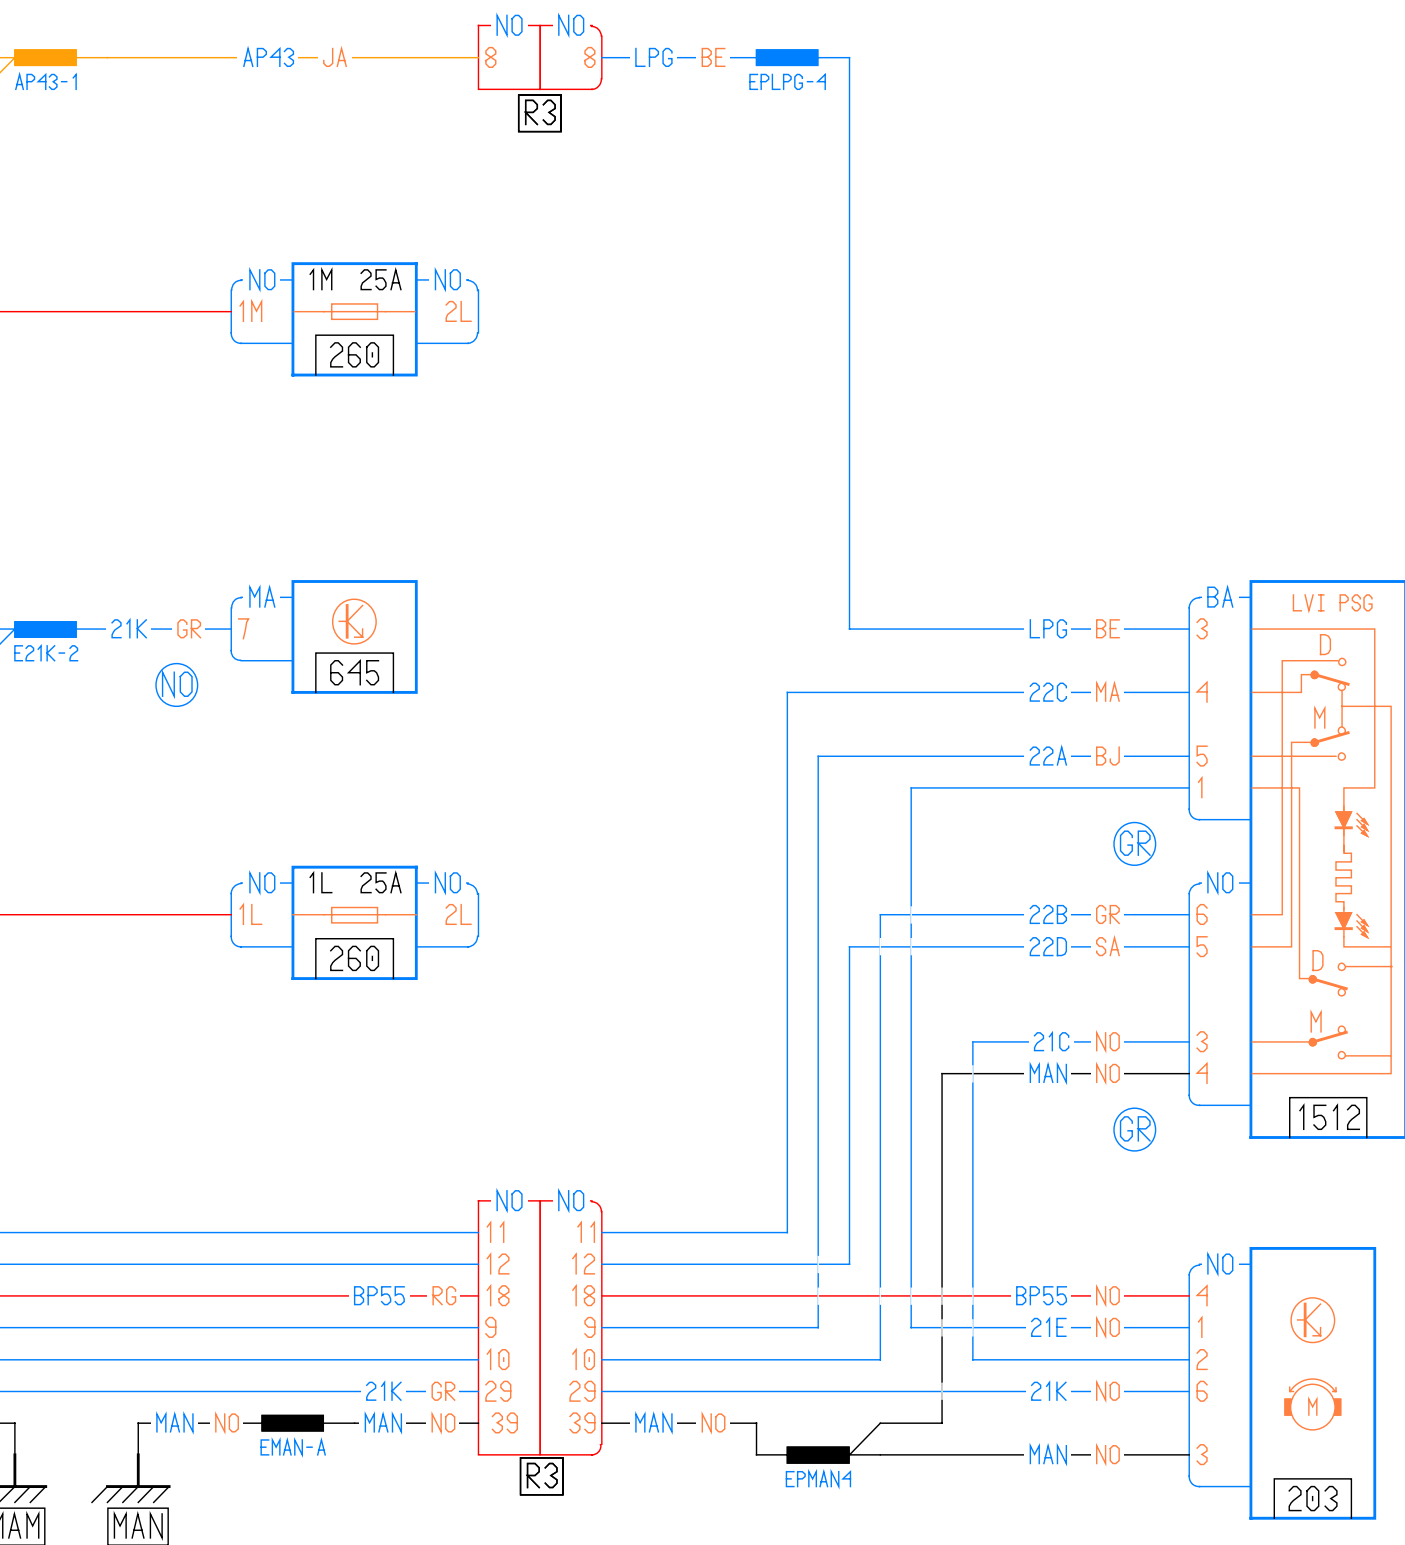 NO NO
AP43 JA 8 8 LPG BE
AP43-1 EPLPG-4
R3
NO 1M 25A NO
1M 2L
260
MA
21K GR 7
E21K-2
NO
645
BA LVI PSG
LPG BE 3
D
22C MA 4
M
22A BJ 5
1
GR
NO 1L 25A NO
1L 2L
260
NO
22B GR 6
22D SA 5
D
M
21C NO 3
MAN NO 4
1512
GR
NO NO
11 11
12 12
NO
BP55 RG 18 18 BP55 NO 4
9 9 21E NO 1
10 10 2
21K GR 29 29 21K NO 6
M
MAN NO MAN NO 39 39 MAN NO
EMAN-A
MAN NO 3
EPMAN4
R3
203
MAM MAN